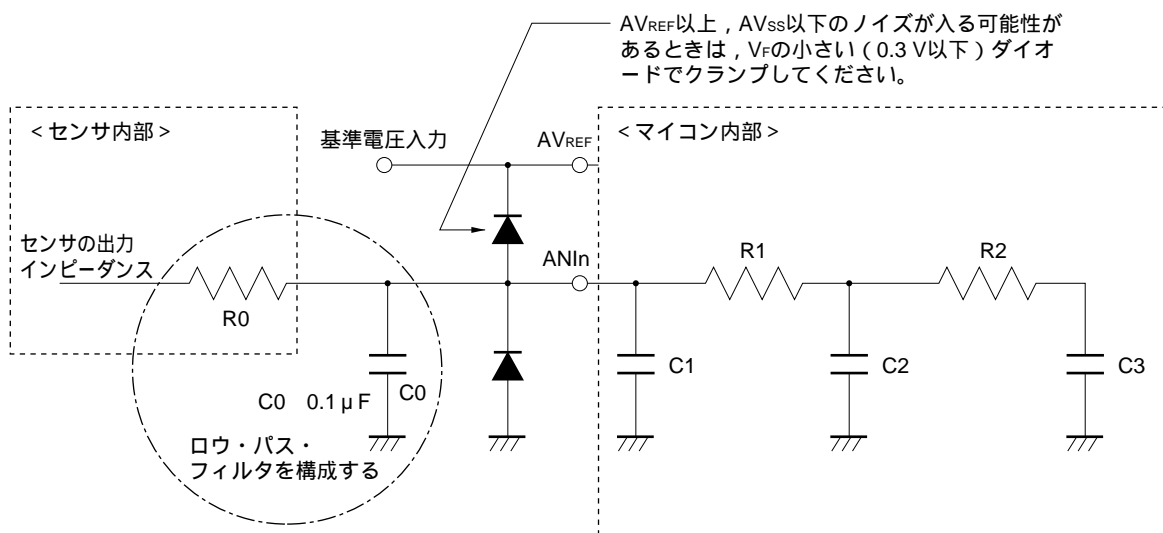 AVREF以上，AVSS以下のノイズが入る可能性が
あるときは，VFの小さい（0.3 V以下）ダイオ
ードでクランプしてください。
＜センサ内部＞
基準電圧入力
AVREF
＜マイコン内部＞
センサの出力
インピーダンス
ANIn
R0
R1
R2
C0
C0 0.1 μF
C1
C2
C3
ロウ・パス・
フィルタを構成する